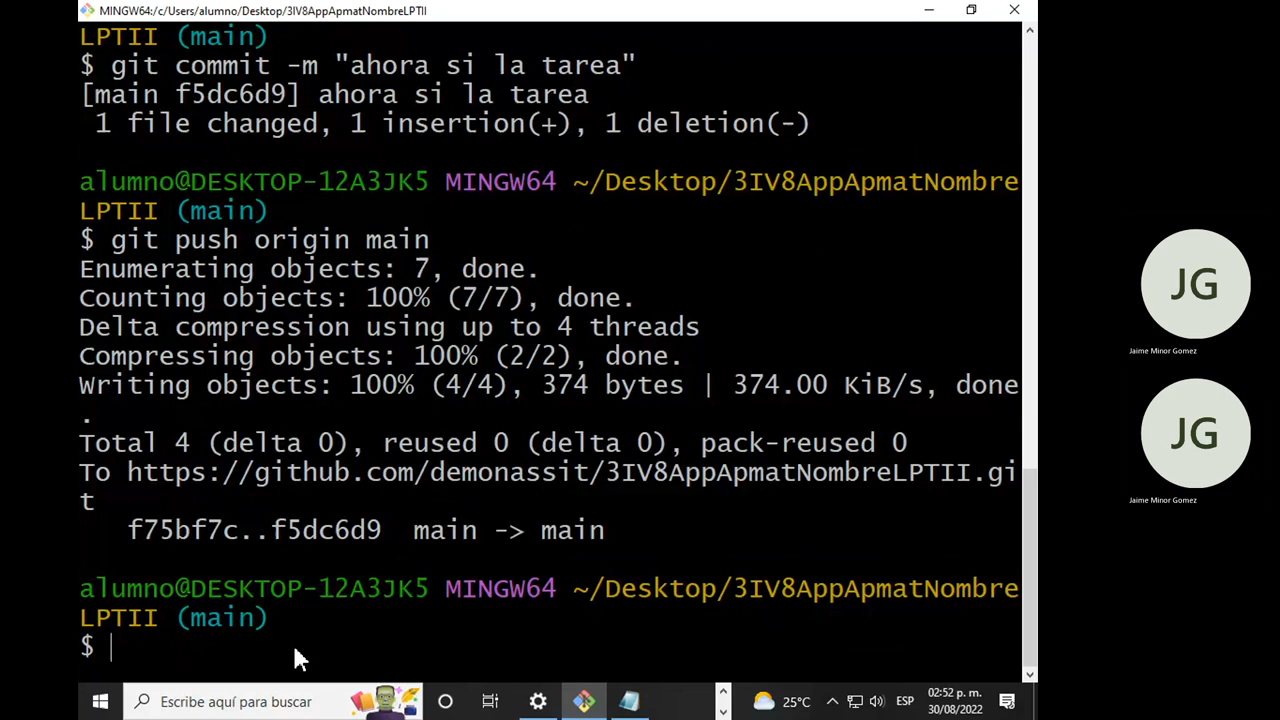 MINGW64:/c/Users/alumno/Desktop/3IV8AppApmatNombreLPTII
LPTII (main)
$ git commit -m "ahora si la tarea"
[main f5dc6d9] ahora si la tarea
 1 file changed, 1 insertion(+), 1 deletion(-)
alumno@DESKTOP-12A3JK5 MINGW64 ~/Desktop/3IV8AppApmatNombre
LPTII (main)
$ git push origin main
Enumerating objects: 7, done.
Counting objects: 100% (7/7), done.
Delta compression using up to 4 threads
Compressing objects: 100% (2/2), done.
Writing objects: 100% (4/4), 374 bytes | 374.00 KiB/s, done
.
Total 4 (delta 0), reused 0 (delta 0), pack-reused 0
To https://github.com/demonassit/3IV8AppApmatNombreLPTII.gi
t
   f75bf7c..f5dc6d9  main -> main
alumno@DESKTOP-12A3JK5 MINGW64 ~/Desktop/3IV8AppApmatNombre
LPTII (main)
$
JG
Jaime Minor Gomez
JG
Jaime Minor Gomez
Escribe aquí para buscar
25°C
ESP
02:52 p. m.
30/08/2022